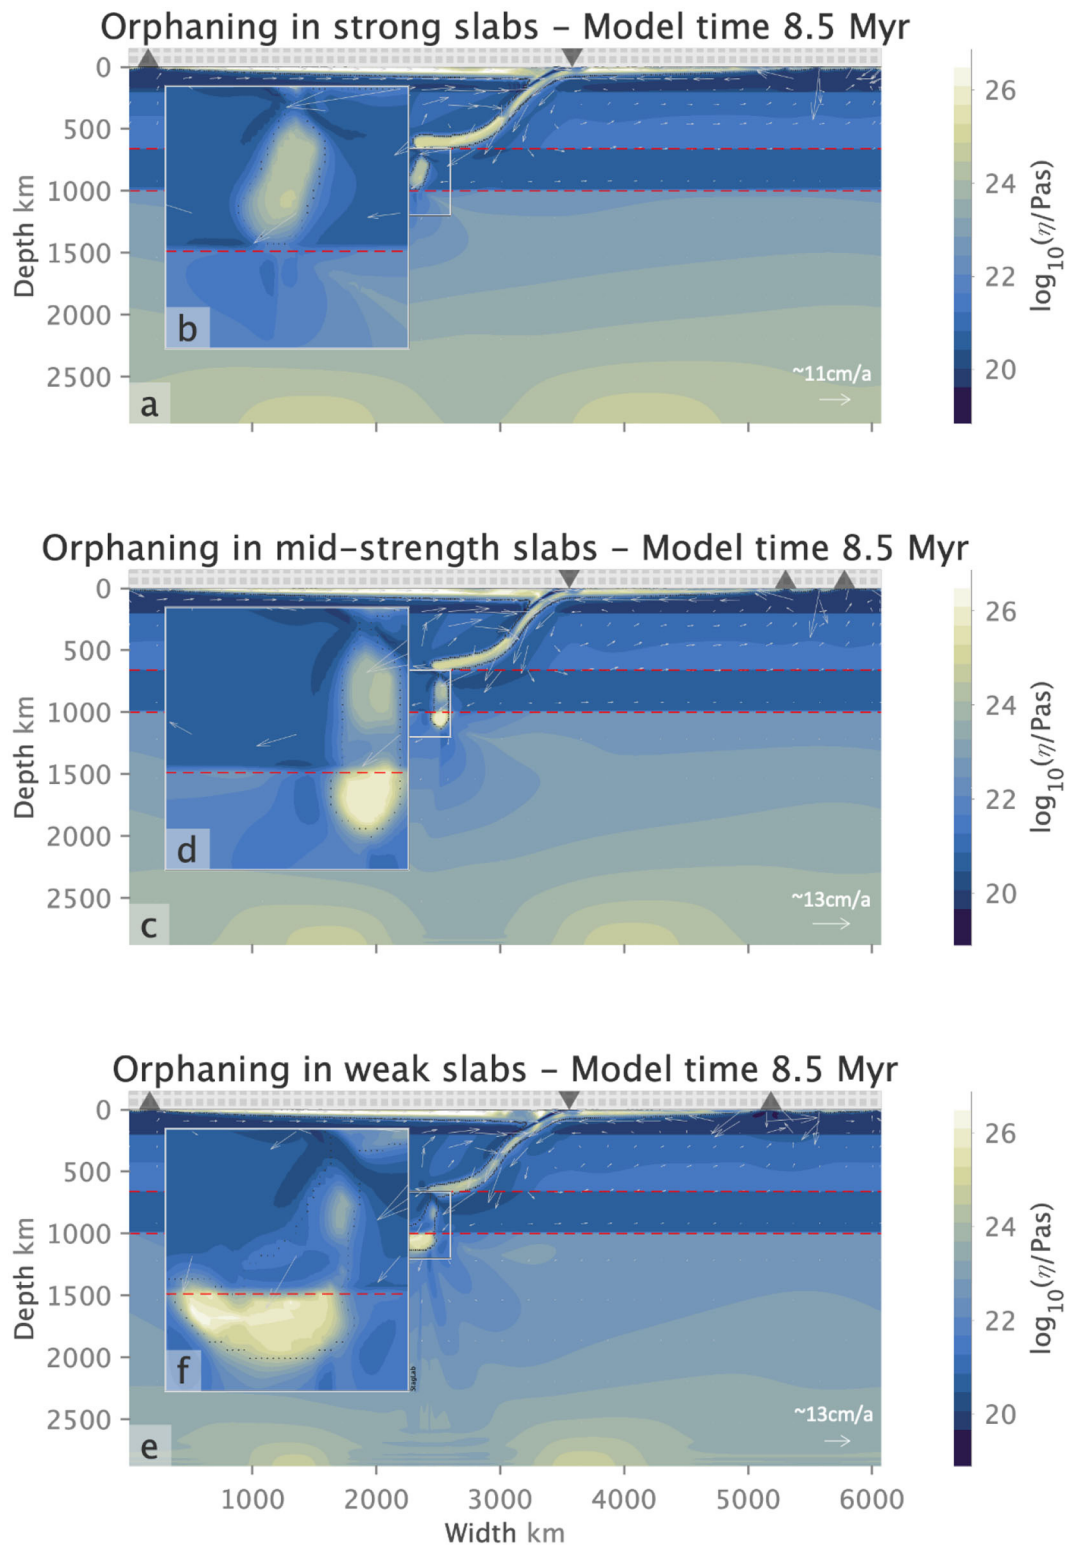 Orphaning in strong slabs – Model time 8.5 Myr
0
500
1000
1500
2000
2500
Depth km
b
a
~11cm/a
26
24
22
20
log10(η/Pas)
Orphaning in mid-strength slabs – Model time 8.5 Myr
0
500
1000
1500
2000
2500
Depth km
d
c
~13cm/a
26
24
22
20
log10(η/Pas)
Orphaning in weak slabs – Model time 8.5 Myr
0
500
1000
1500
2000
2500
Depth km
f
StagLab
e
~13cm/a
26
24
22
20
log10(η/Pas)
1000 2000 3000 4000 5000 6000
Width km